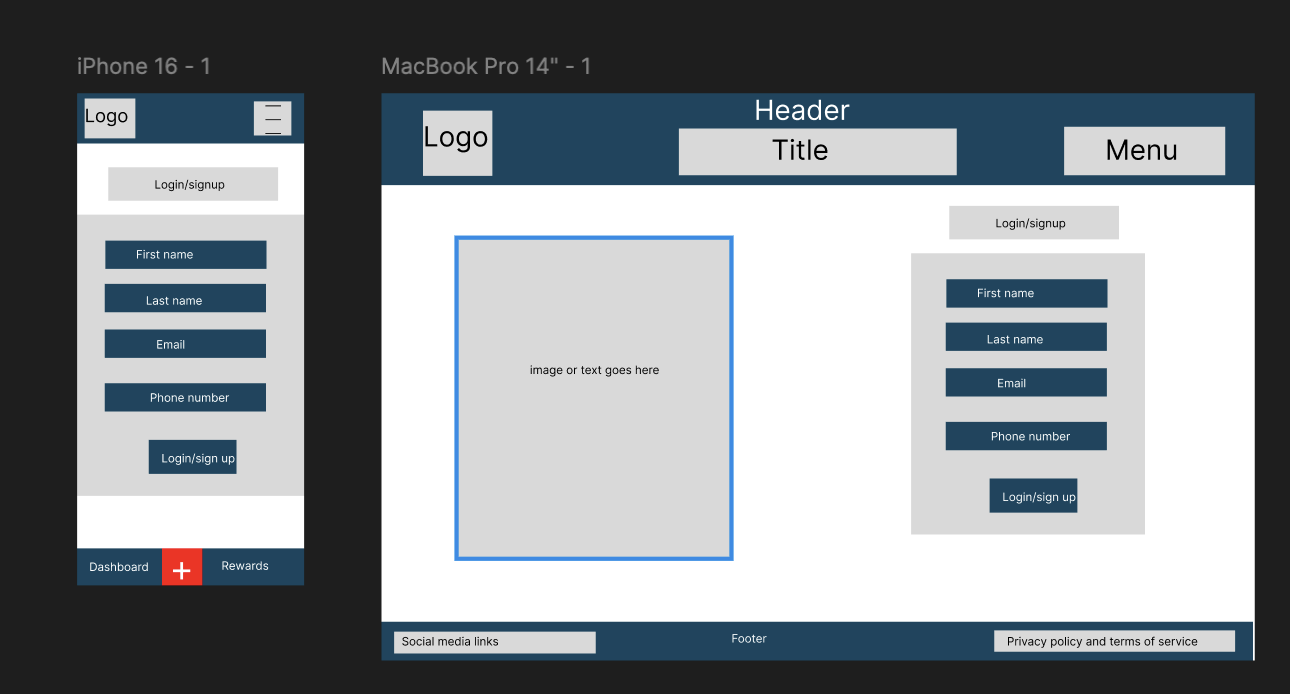 iPhone 16 - 1
Logo
Login/signup
First name
Last name
Email
Phone number
Login/sign up
Dashboard
+
Rewards
MacBook Pro 14" - 1
Header
Logo
Title
Menu
image or text goes here
Login/signup
First name
Last name
Email
Phone number
Login/sign up
Social media links
Footer
Privacy policy and terms of service